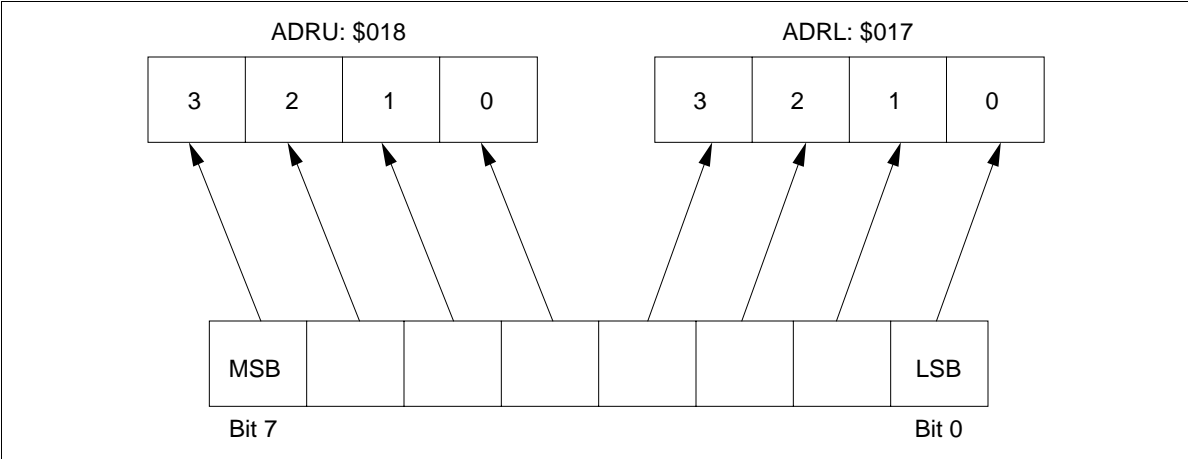 ADRU: $018 ADRL: $017
3 2 1 0 3 2 1 0
MSB LSB
Bit 7 Bit 0